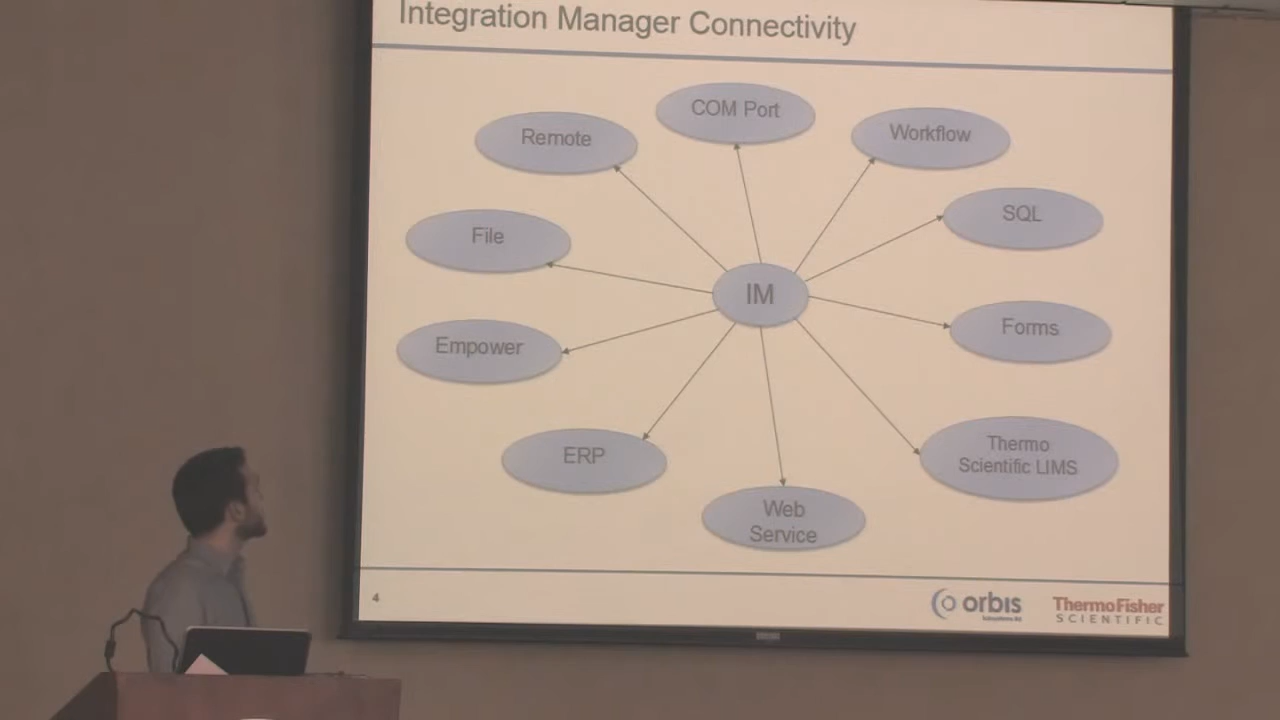 Integration Manager Connectivity
COM Port
Remote
Workflow
SQL
File
IM
Forms
Empower
Thermo
Scientific LIMS
ERP
Web
Service
4
orbis
ThermoFisher
SCIENTIFIC